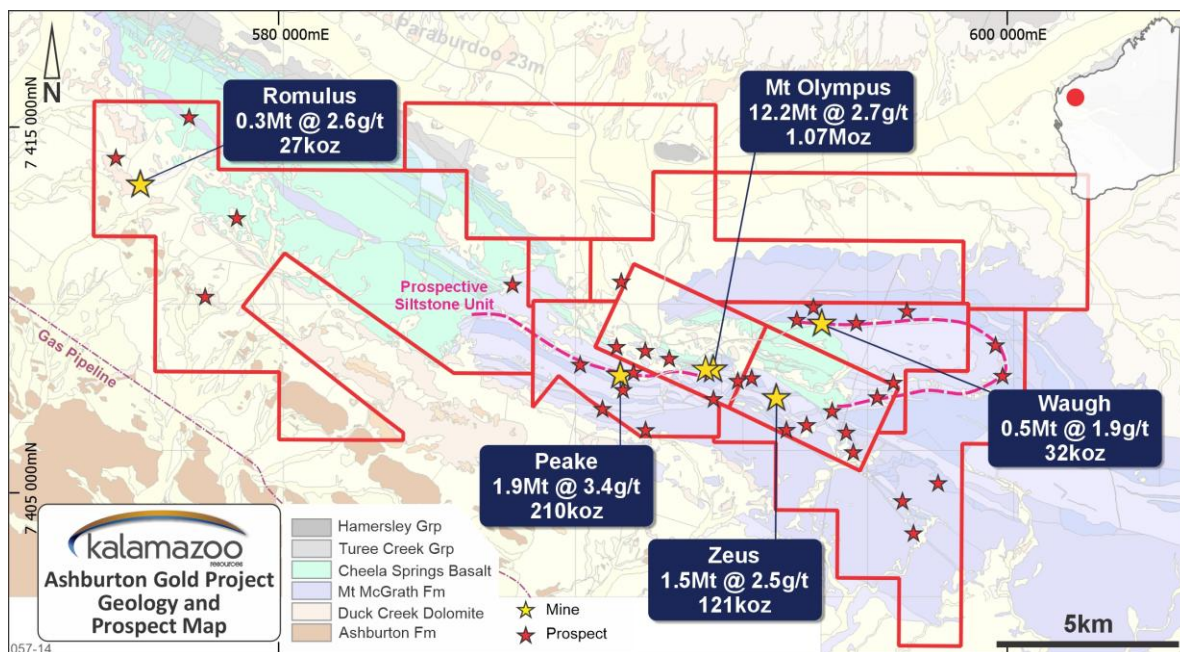 580 000mE
600 000mE
N
Paraburdoo 23m
7 415 000mN
Romulus
0.3Mt @ 2.6g/t
27koz
Mt Olympus
12.2Mt @ 2.7g/t
1.07Moz
Prospective
Siltstone Unit
Gas Pipeline
Waugh
0.5Mt @ 1.9g/t
32koz
Peake
1.9Mt @ 3.4g/t
210koz
7 405 000mN
Zeus
1.5Mt @ 2.5g/t
121koz
kalamazoo
resources
Ashburton Gold Project
Geology and
Prospect Map
Hamersley Grp
Turee Creek Grp
Cheela Springs Basalt
Mt McGrath Fm
Duck Creek Dolomite
Ashburton Fm
Mine
Prospect
5km
057-14